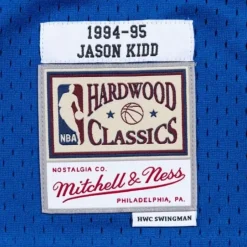 1994-95
JASON KIDD
HARDWOOD
NBA
CLASSICS
NOSTALGIA CO.
Mitchell & Ness
PHILADELPHIA, PA.
HWC SWINGMAN